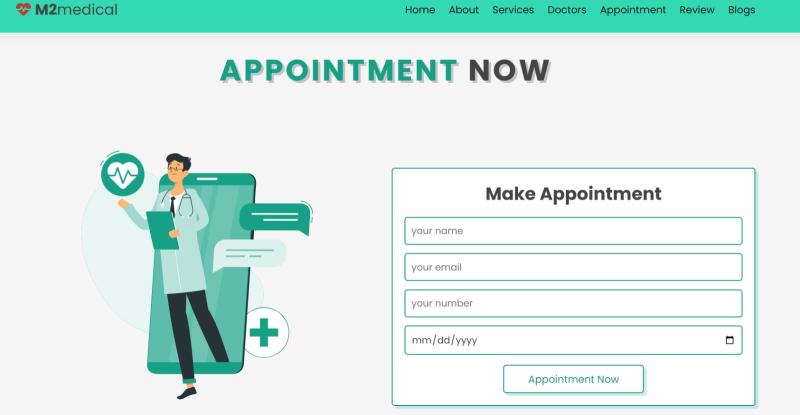 M2medical
Home About Services Doctors Appointment Review Blogs
APPOINTMENT NOW
Make Appointment
your name
your email
your number
mm/dd/yyyy
Appointment Now